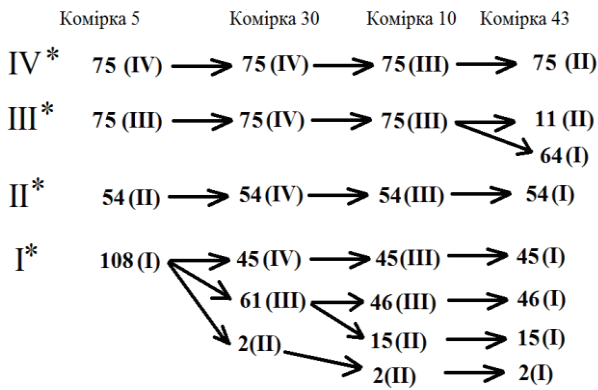 Комірка 5 Комірка 30 Комірка 10 Комірка 43
IV* 75 (IV) 75 (IV) 75 (III) 75 (II)
III* 75 (III) 75 (IV) 75 (III) 11 (II)
64 (I)
II* 54 (II) 54 (IV) 54 (III) 54 (I)
I* 108 (I) 45 (IV) 45 (III) 45 (I)
61 (III) 46 (III) 46 (I)
2(II) 15 (II) 15 (I)
2(II) 2(I)